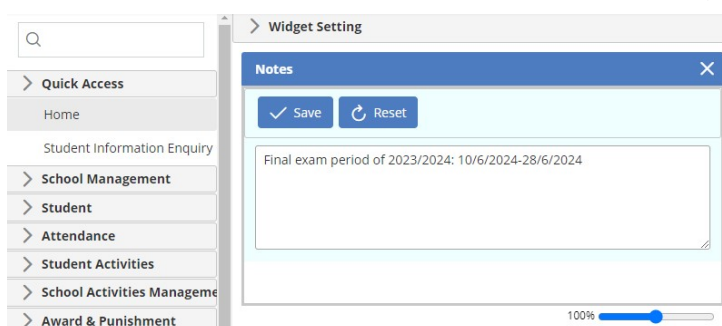 Widget Setting
Notes
Quick Access
Save
Reset
Home
Student Information Enquiry
Final exam period of 2023/2024: 10/6/2024-28/6/2024
School Management
Student
Attendance
Student Activities
School Activities Manageme
Award & Punishment
100%